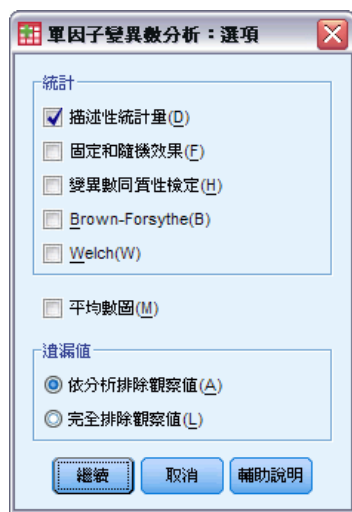 單因子變異數分析：選項
統計
描述性統計量(D)
固定和隨機效果(F)
變異數同質性檢定(H)
Brown-Forsythe(B)
Welch(W)
平均數圖(M)
遺漏值
依分析排除觀察值(A)
完全排除觀察值(L)
繼續 取消 輔助說明